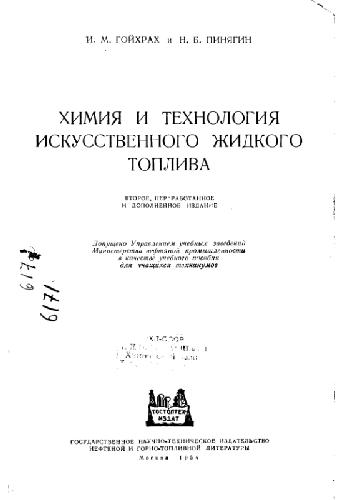 И. М. ГОЙХРАХ и Н. Б. ПИНЯГИН
ХИМИЯ И ТЕХНОЛОГИЯ
ИСКУССТВЕННОГО ЖИДКОГО
ТОПЛИВА
ВТОРОЕ, ПЕРЕРАБОТАННОЕ
И ДОПОЛНЕННОЕ ИЗДАНИЕ
Допущено Управлением учебных заведений
Министерства нефтяной промышленности
в качестве учебного пособия
для учащихся техникумов
6171
ГОСТОПТЕХ-
ИЗДАТ
ГОСУДАРСТВЕННОЕ НАУЧНО-ТЕХНИЧЕСКОЕ ИЗДАТЕЛЬСТВО
НЕФТЯНОЙ И ГОРНО-ТОПЛИВНОЙ ЛИТЕРАТУРЫ
Москва